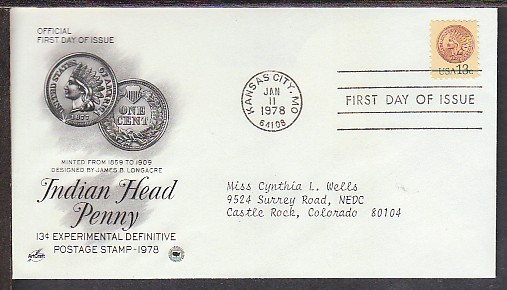 OFFICIAL
FIRST DAY OF ISSUE
UNITED STATES OF AMERICA
1877
ONE
CENT
MINTED FROM 1859 TO 1909
DESIGNED BY JAMES B. LONGACRE
Indian Head
Penny
13¢ EXPERIMENTAL DEFINITIVE
POSTAGE STAMP-1978
ArtCraft
KANSAS CITY, MO
JAN
11
1978
64108
USA 13c
FIRST DAY OF ISSUE
Miss Cynthia L. Wells
9524 Surrey Road, NEDC
Castle Rock, Colorado 80104